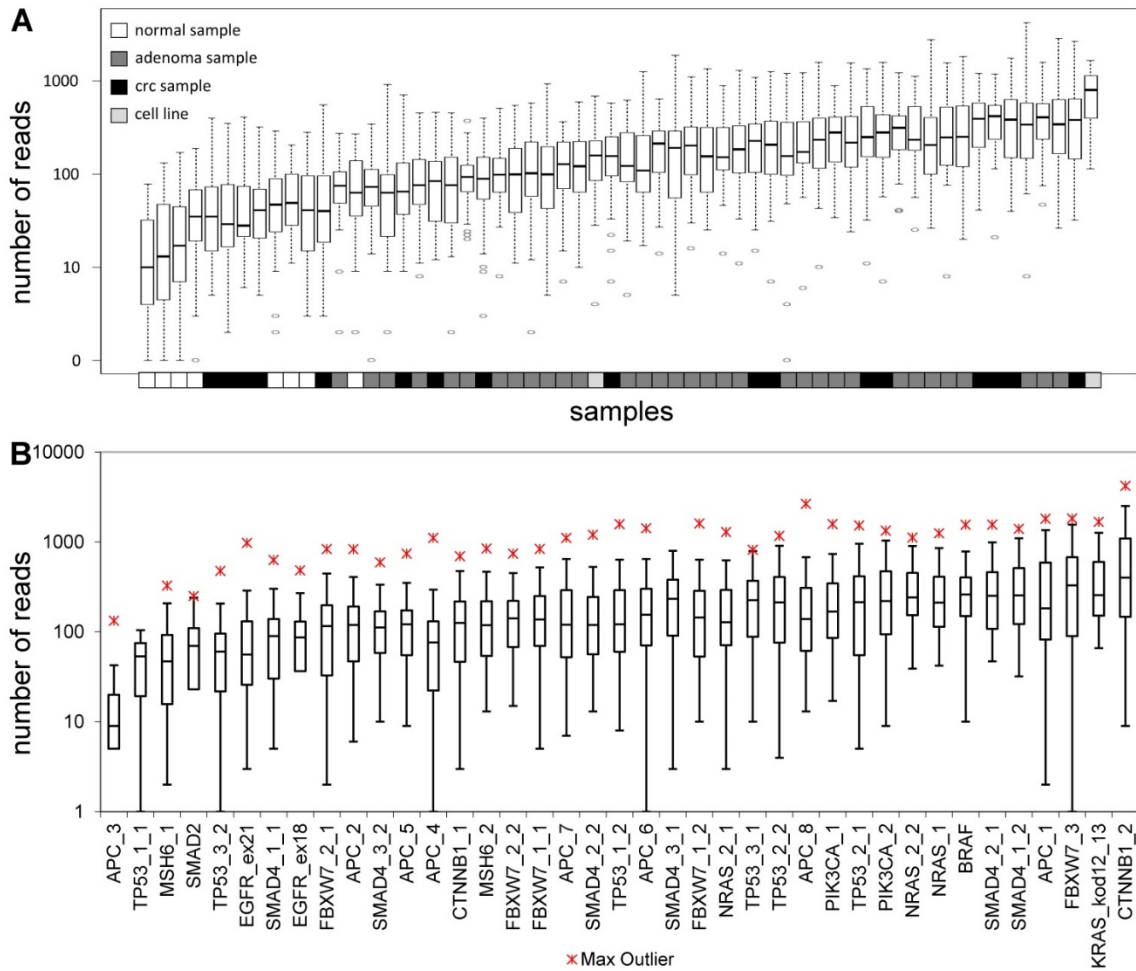 A
normal sample
adenoma sample
crc sample
cell line
number of reads
1000
100
10
0
samples
B
number of reads
10000
1000
100
10
1
APC_3
TP53_1_1
MSH6_1
SMAD2
TP53_3_2
EGFR_ex21
SMAD4_1_1
EGFR_ex18
FBXW7_2_1
APC_2
SMAD4_3_2
APC_5
APC_4
CTNNB1_1
MSH6_2
FBXW7_2_2
FBXW7_1_1
APC_7
SMAD4_2_2
TP53_1_2
APC_6
SMAD4_3_1
FBXW7_1_2
NRAS_2_1
TP53_3_1
TP53_2_2
APC_8
PIK3CA_1
TP53_2_1
PIK3CA_2
NRAS_2_2
NRAS_1
BRAF
SMAD4_2_1
SMAD4_1_2
APC_1
FBXW7_3
KRAS_kod12_13
CTNNB1_2
Max Outlier